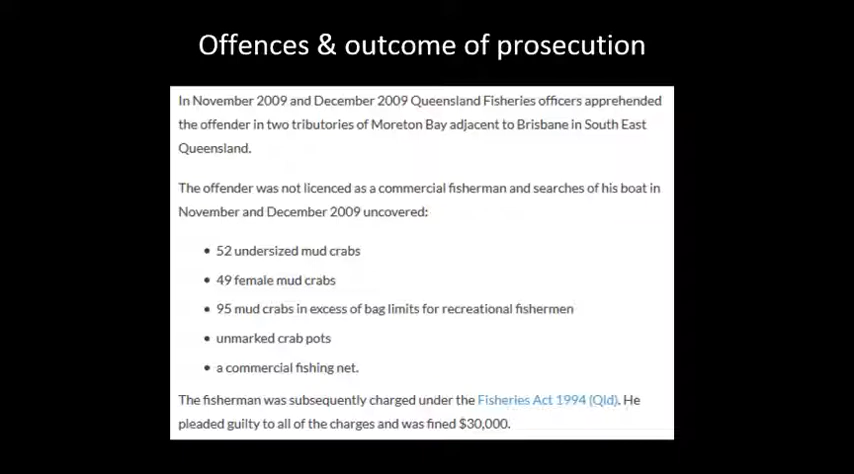 Offences & outcome of prosecution
In November 2009 and December 2009 Queensland Fisheries officers apprehended
the offender in two tributories of Moreton Bay adjacent to Brisbane in South East
Queensland.
The offender was not licenced as a commercial fisherman and searches of his boat in
November and December 2009 uncovered:
• 52 undersized mud crabs
• 49 female mud crabs
• 95 mud crabs in excess of bag limits for recreational fishermen
• unmarked crab pots
• a commercial fishing net.
The fisherman was subsequently charged under the Fisheries Act 1994 (Qld). He
pleaded guilty to all of the charges and was fined $30,000.